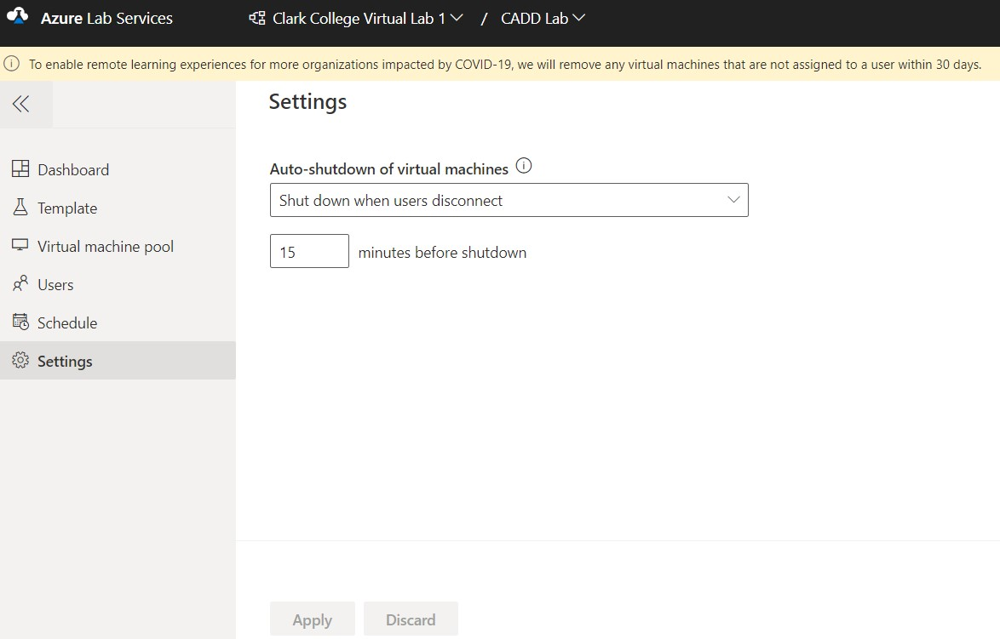 Azure Lab Services Clark College Virtual Lab 1 / CADD Lab
To enable remote learning experiences for more organizations impacted by COVID-19, we will remove any virtual machines that are not assigned to a user within 30 days.
Settings
Dashboard
Template
Virtual machine pool
Users
Schedule
Settings
Auto-shutdown of virtual machines
Shut down when users disconnect
15 minutes before shutdown
Apply Discard